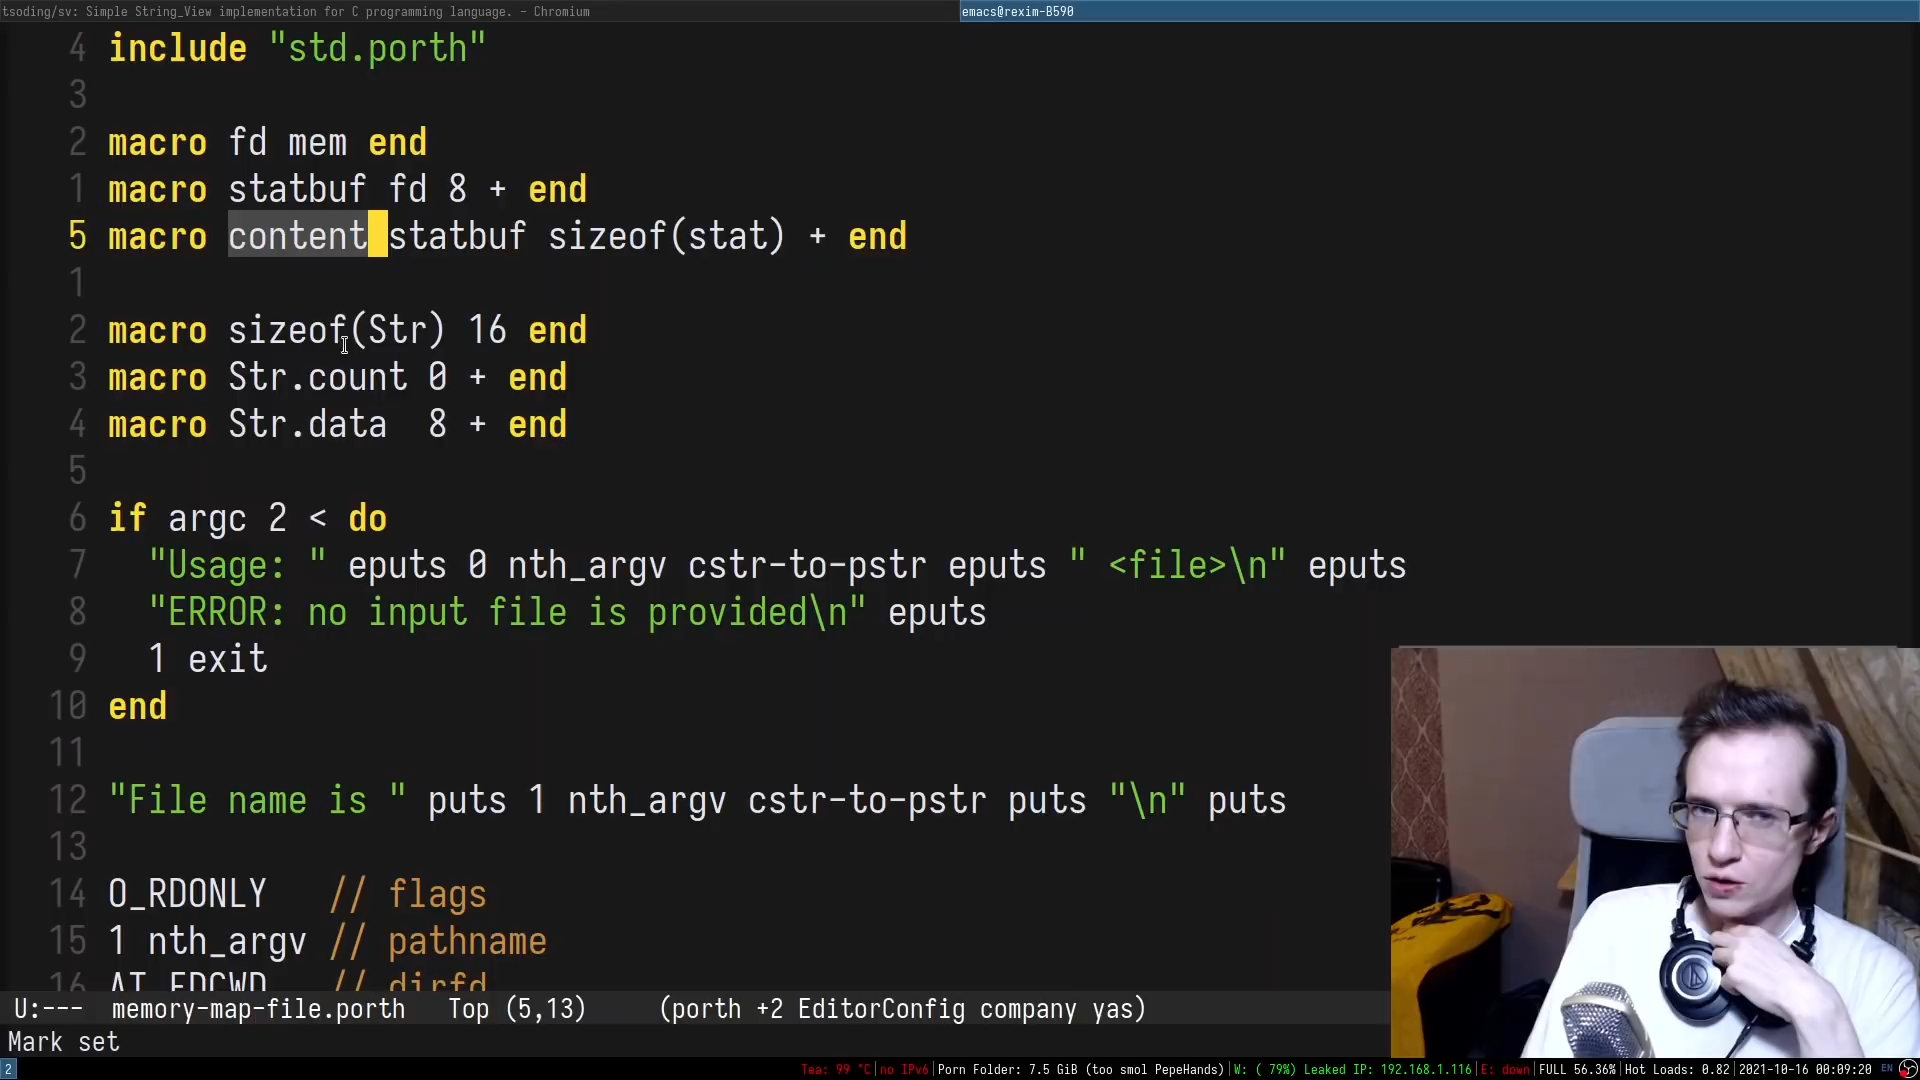 tsoding/sv: Simple String_View implementation for C programming language. - Chromium
emacs@rexim-B590
4 include "std.porth"
3
2 macro fd mem end
1 macro statbuf fd 8 + end
5 macro content statbuf sizeof(stat) + end
1
2 macro sizeof(Str) 16 end
3 macro Str.count 0 + end
4 macro Str.data  8 + end
5
6 if argc 2 < do
7   "Usage: " eputs 0 nth_argv cstr-to-pstr eputs " <file>\n" eputs
8   "ERROR: no input file is provided\n" eputs
9   1 exit
10 end
11
12 "File name is " puts 1 nth_argv cstr-to-pstr puts "\n" puts
13
14 O_RDONLY   // flags
15 1 nth_argv // pathname
16 AT_FDCWD   // dirfd
U:--- memory-map-file.porth Top (5,13) (porth +2 EditorConfig company yas)
Mark set
2 Tea: 99 °C|no IPv6|Porn Folder: 7.5 GiB (too smol PepeHands)|W: ( 79%) Leaked IP: 192.168.1.116|E: down|FULL 56.36%|Hot Loads: 0.82|2021-10-16 00:09:20 EN